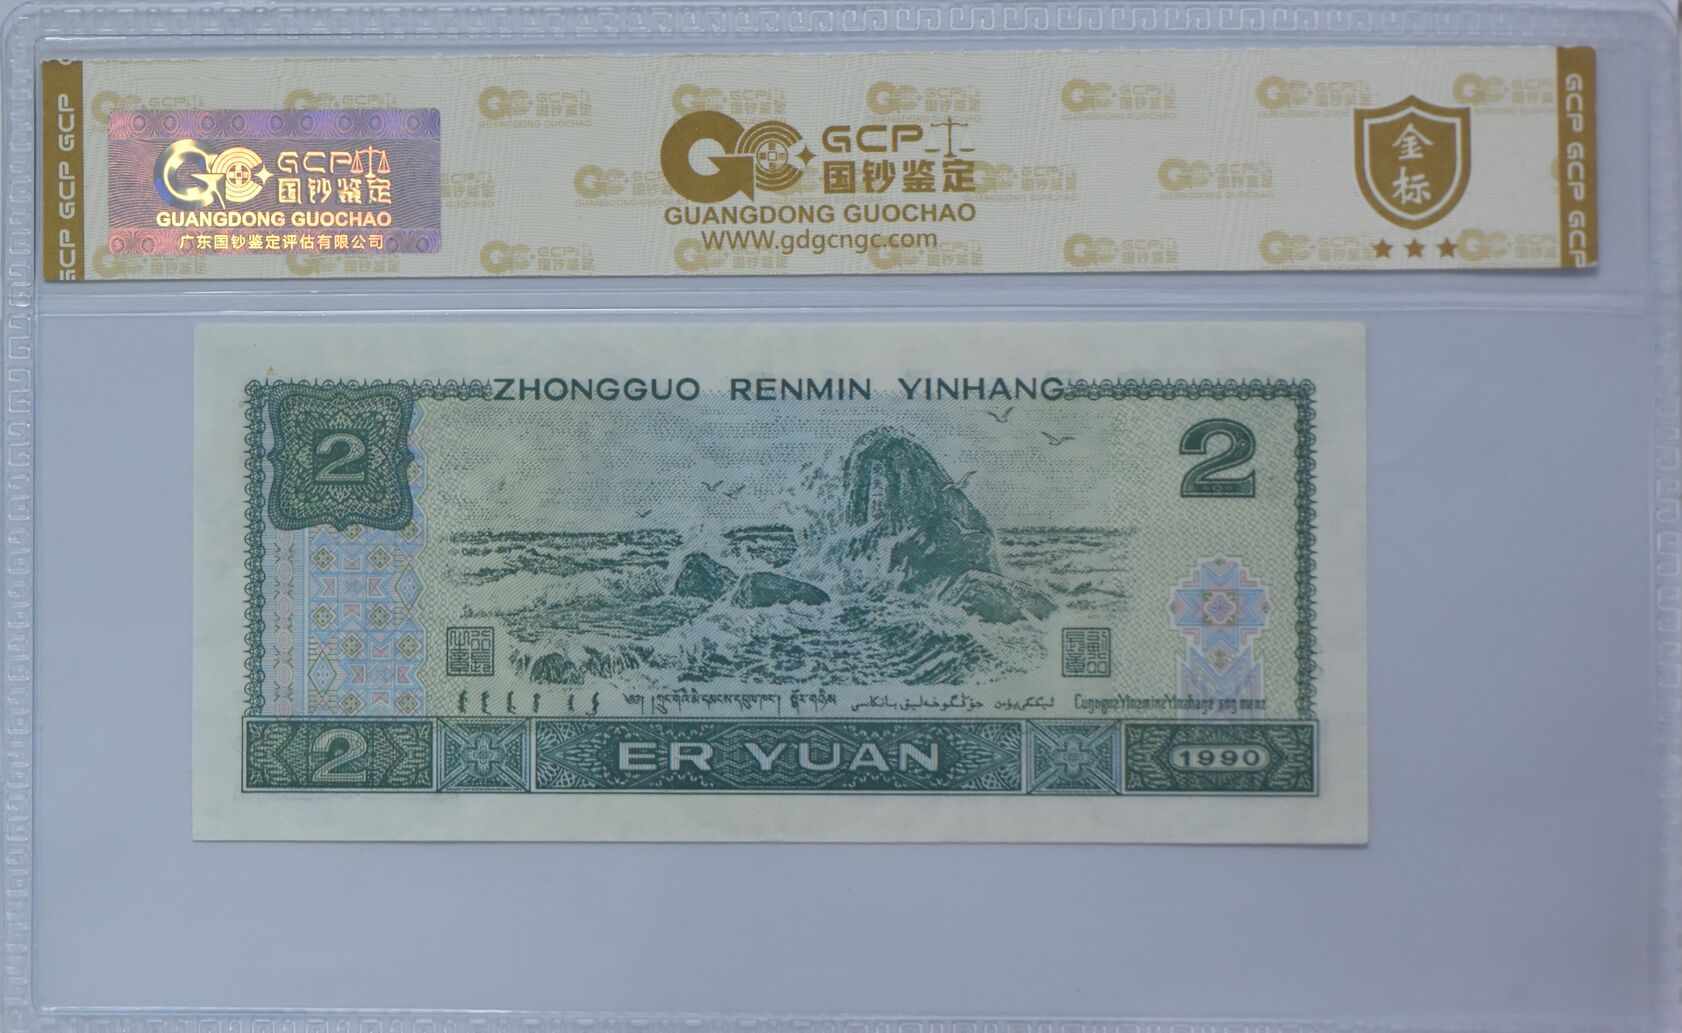 GCP GCP GCP
GCP
国钞鉴定
GUANGDONG GUOCHAO
广东国钞鉴定评估有限公司
GCP
国钞鉴定
GUANGDONG GUOCHAO
WWW.gdgcngc.com
金标
GCP GCP GCP
ZHONGGUO RENMIN YINHANG
2
2
2
ER YUAN
1990